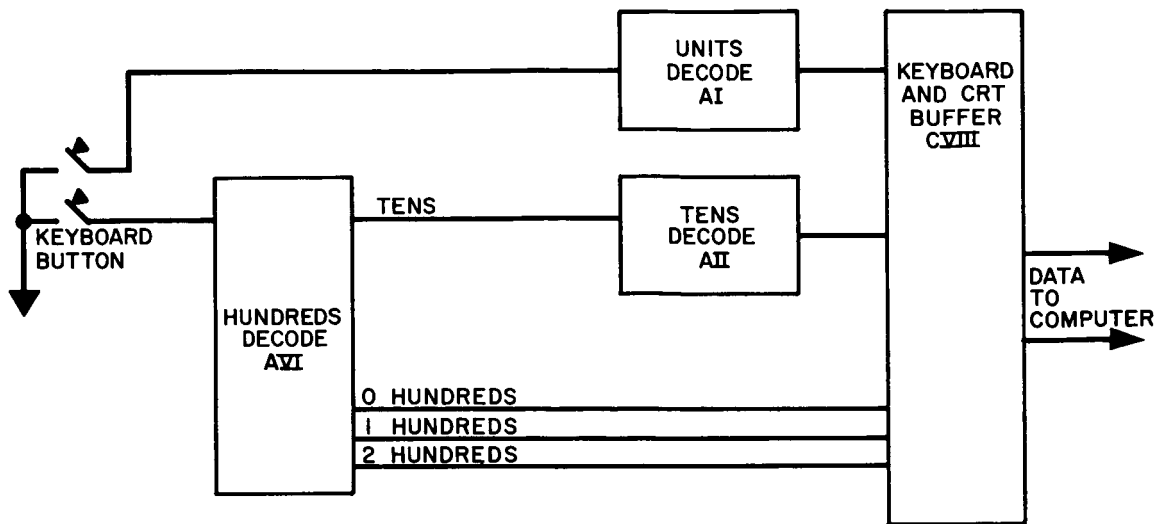 UNITS
DECODE
AI
KEYBOARD
AND CRT
BUFFER
CVIII
KEYBOARD
BUTTON
TENS
TENS
DECODE
AII
HUNDREDS
DECODE
AVI
DATA
TO
COMPUTER
0 HUNDREDS
1 HUNDREDS
2 HUNDREDS